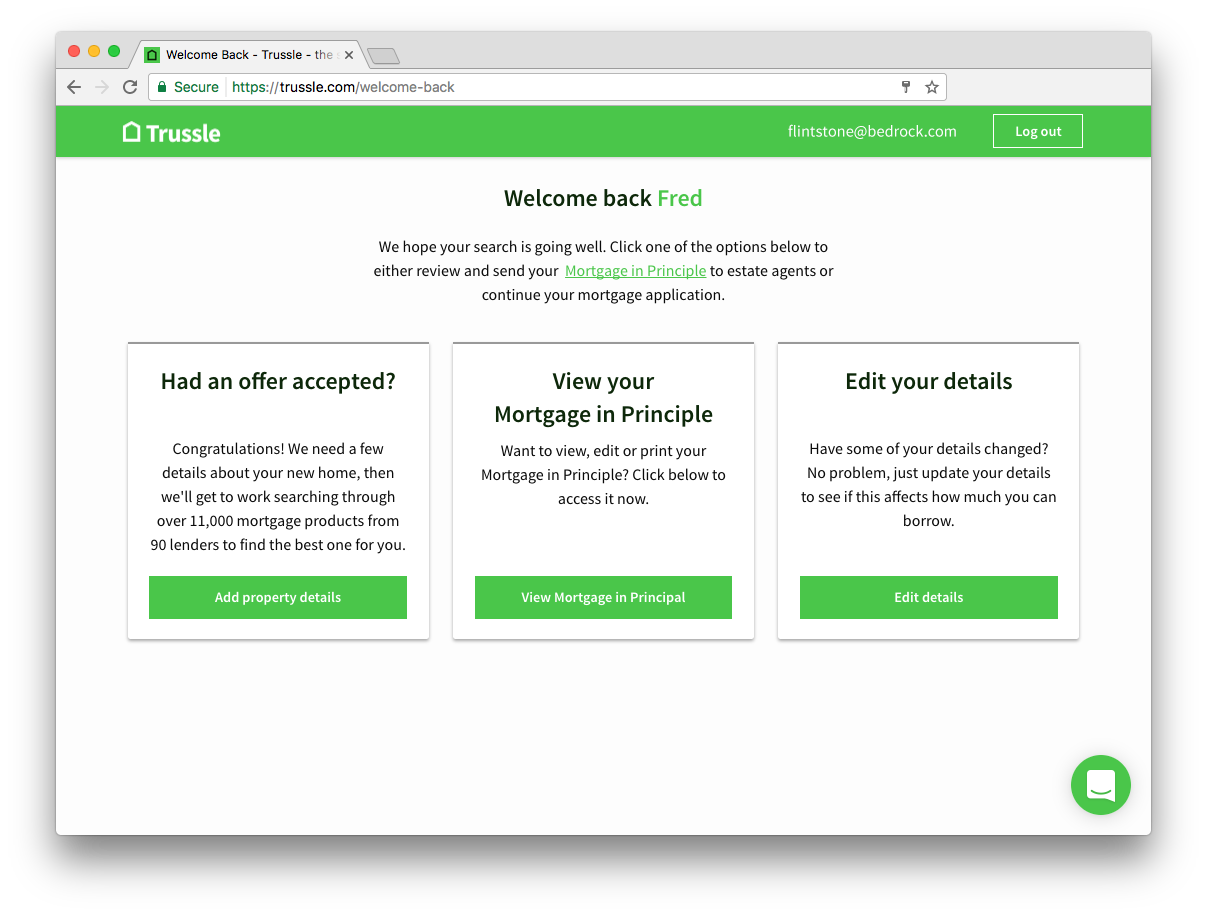 Welcome Back - Trussle - the
Secure https://trussle.com/welcome-back
Trussle
flintstone@bedrock.com
Log out
Welcome back Fred
We hope your search is going well. Click one of the options below to
either review and send your Mortgage in Principle to estate agents or
continue your mortgage application.
Had an offer accepted?
Congratulations! We need a few
details about your new home, then
we'll get to work searching through
over 11,000 mortgage products from
90 lenders to find the best one for you.
Add property details
View your
Mortgage in Principle
Want to view, edit or print your
Mortgage in Principle? Click below to
access it now.
View Mortgage in Principal
Edit your details
Have some of your details changed?
No problem, just update your details
to see if this affects how much you can
borrow.
Edit details